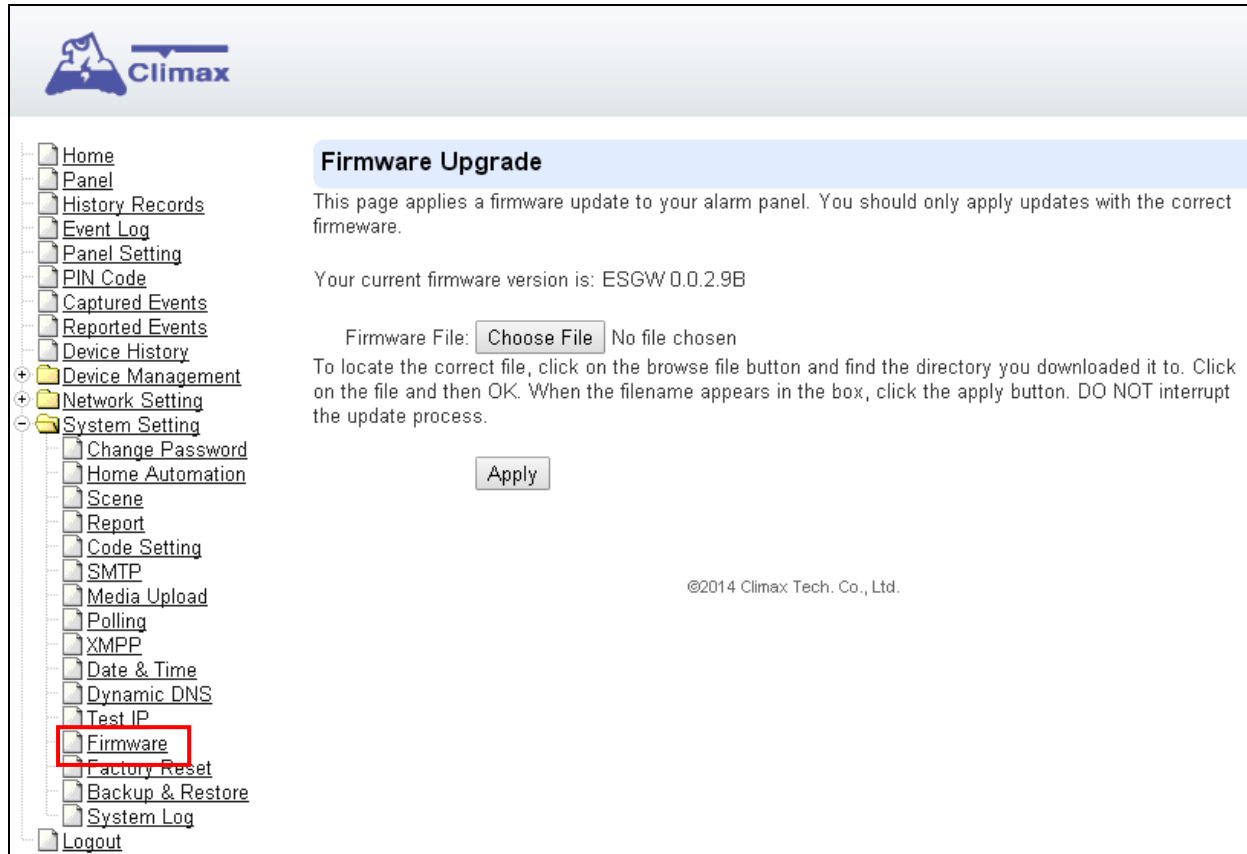 Climax
Home
Panel
History Records
Event Log
Panel Setting
PIN Code
Captured Events
Reported Events
Device History
Device Management
Network Setting
System Setting
Change Password
Home Automation
Scene
Report
Code Setting
SMTP
Media Upload
Polling
XMPP
Date & Time
Dynamic DNS
Test IP
Firmware
Factory Reset
Backup & Restore
System Log
Logout
Firmware Upgrade
This page applies a firmware update to your alarm panel. You should only apply updates with the correct
firmeware.
Your current firmware version is: ESGW 0.0.2.9B
Firmware File: Choose File No file chosen
To locate the correct file, click on the browse file button and find the directory you downloaded it to. Click
on the file and then OK. When the filename appears in the box, click the apply button. DO NOT interrupt
the update process.
Apply
©2014 Climax Tech. Co., Ltd.